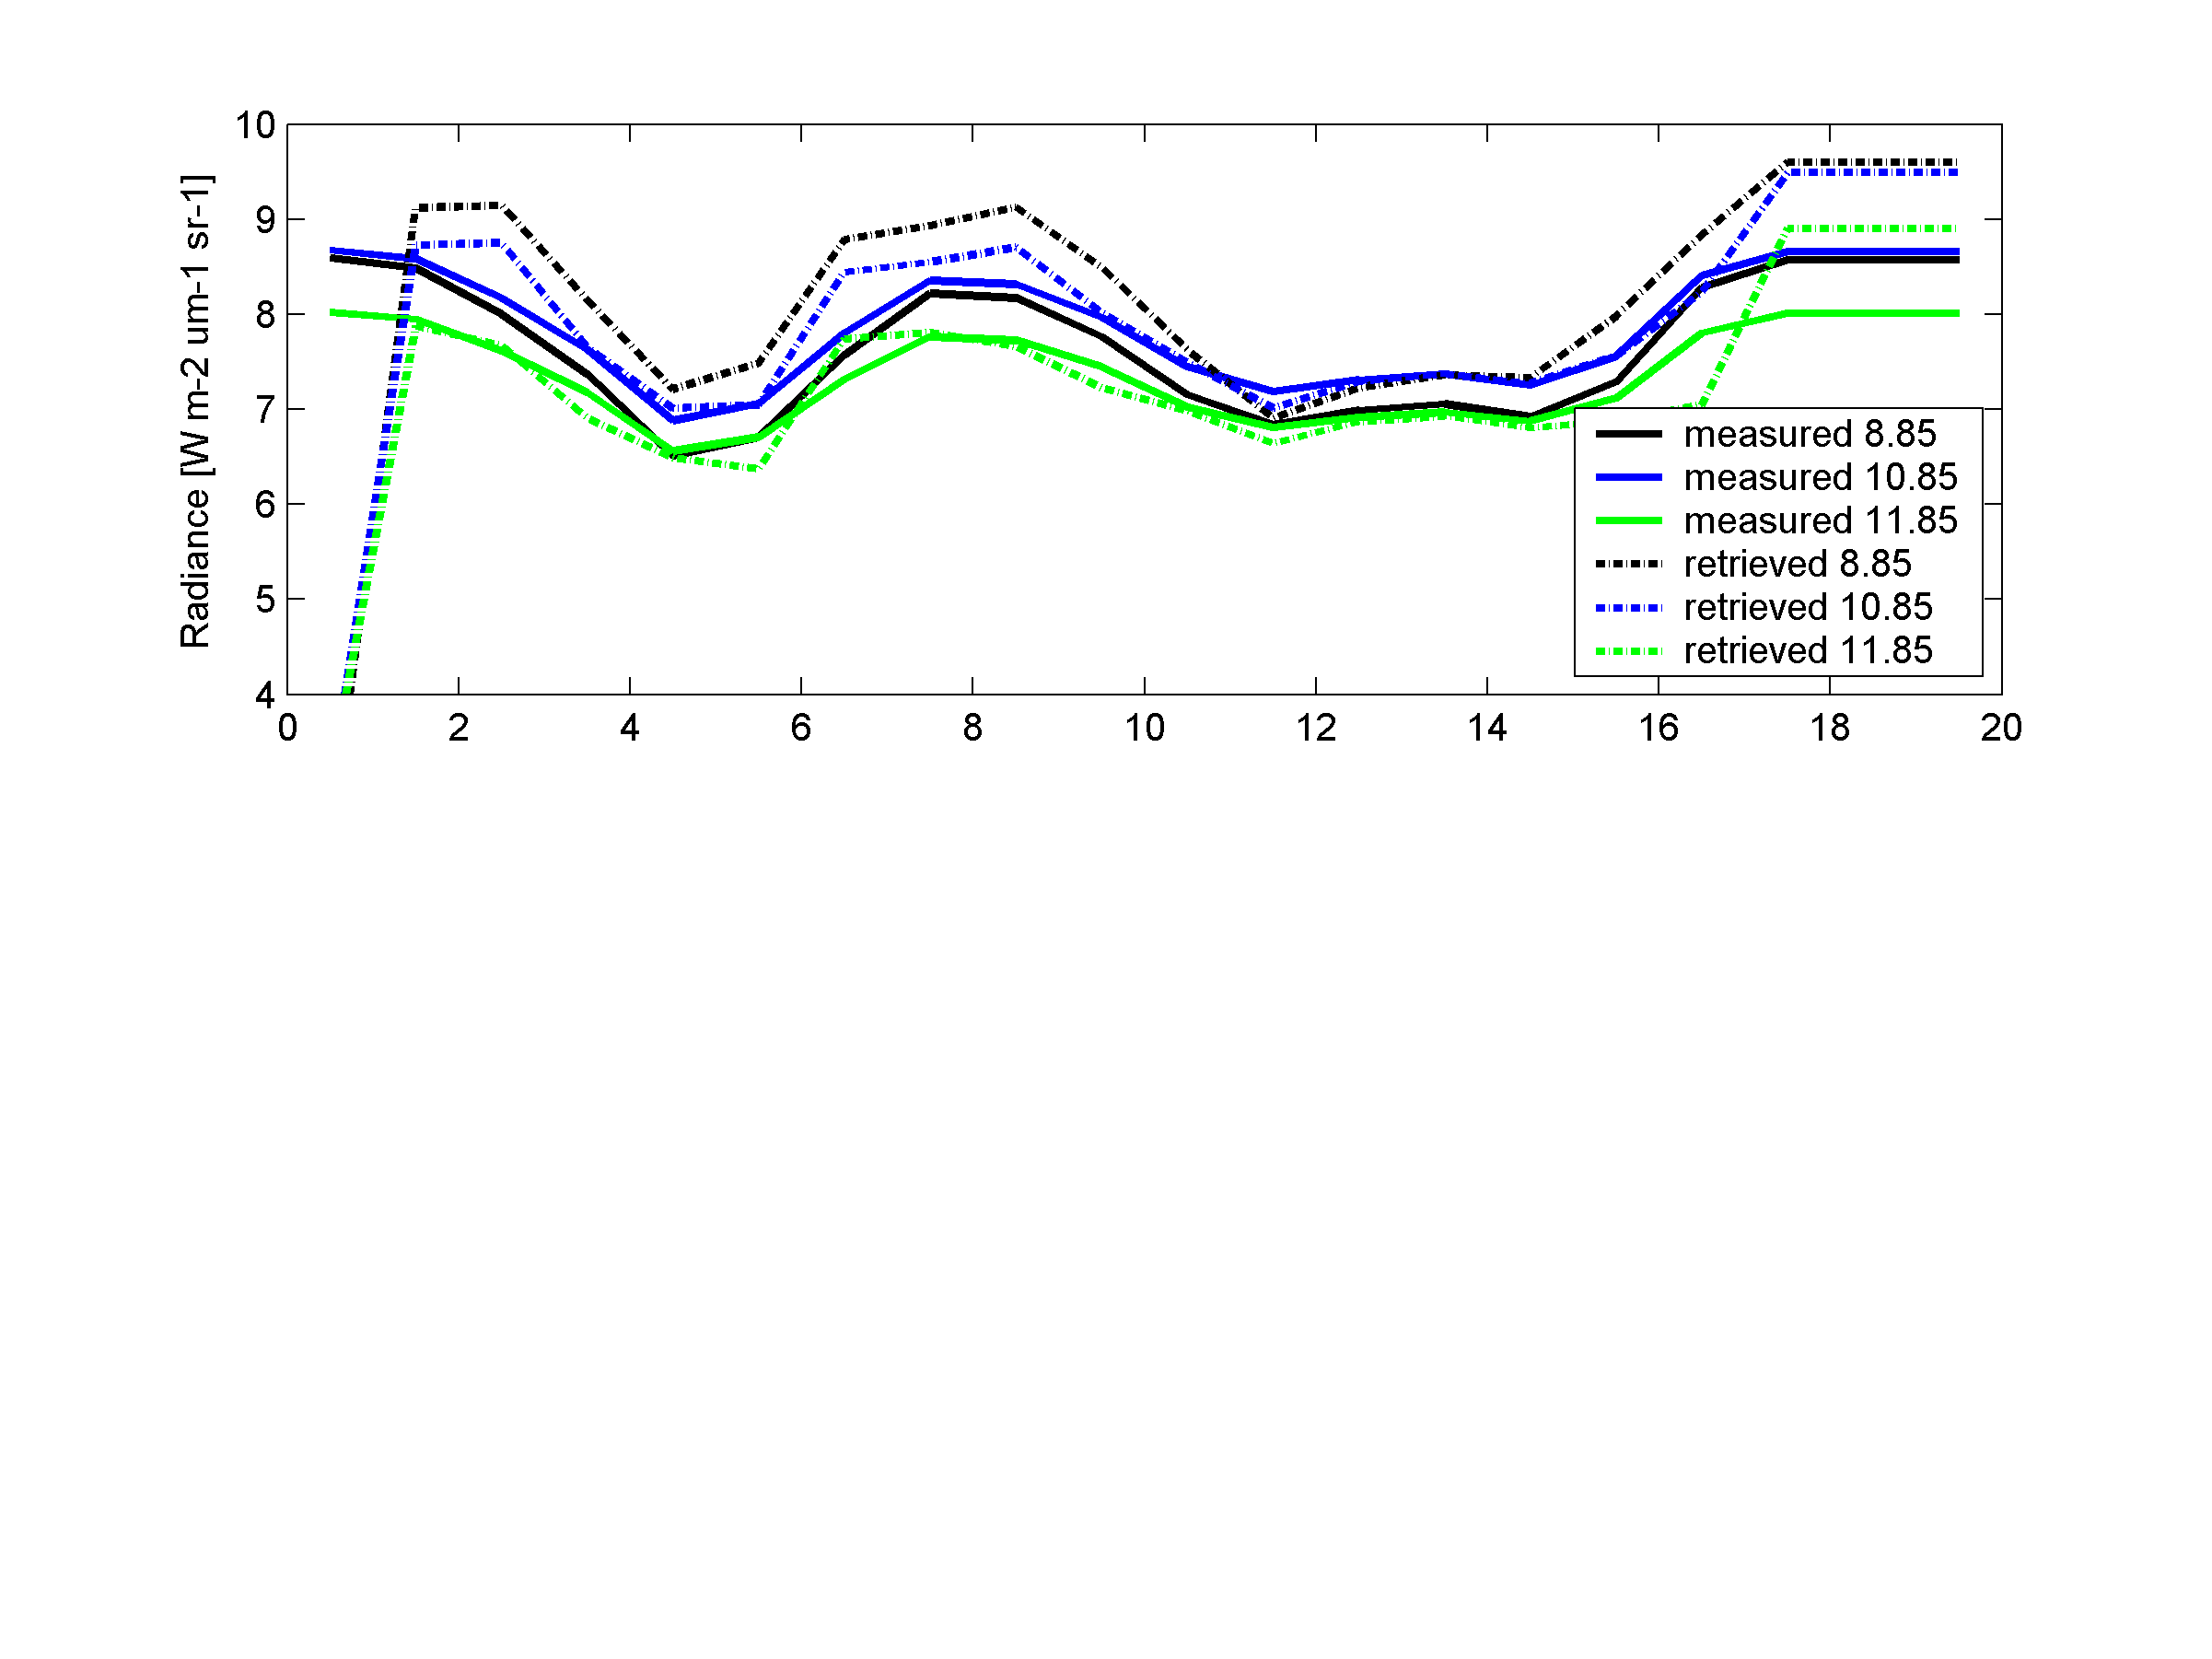 10
9
8
7
6
5
4
Radiance [W m-2 um-1 sr-1]
0 2 4 6 8 10 12 14 16 18 20
measured 8.85
measured 10.85
measured 11.85
retrieved 8.85
retrieved 10.85
retrieved 11.85